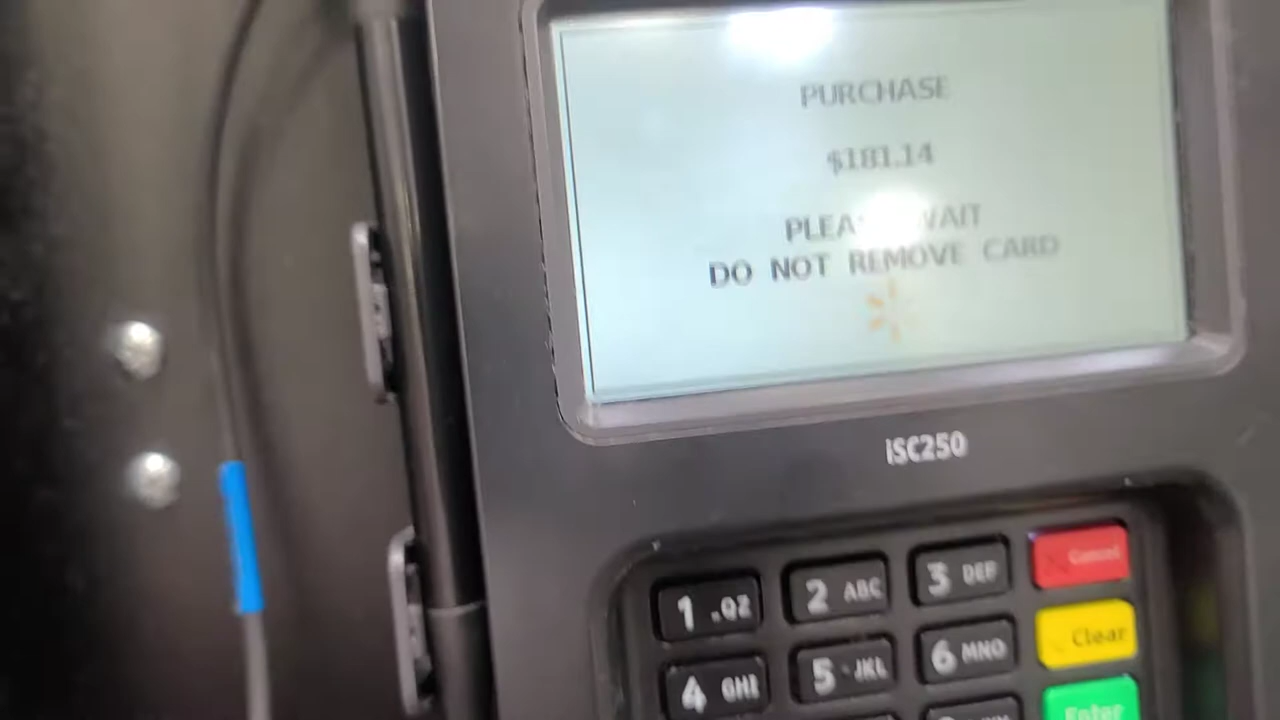 PURCHASE
$181.14
DO NOT REMOVE CARD
iSC250
1 .QZ
2 ABC
3 DEF
Cancel
4 GHI
5 JKL
6 MNO
Clear
Enter